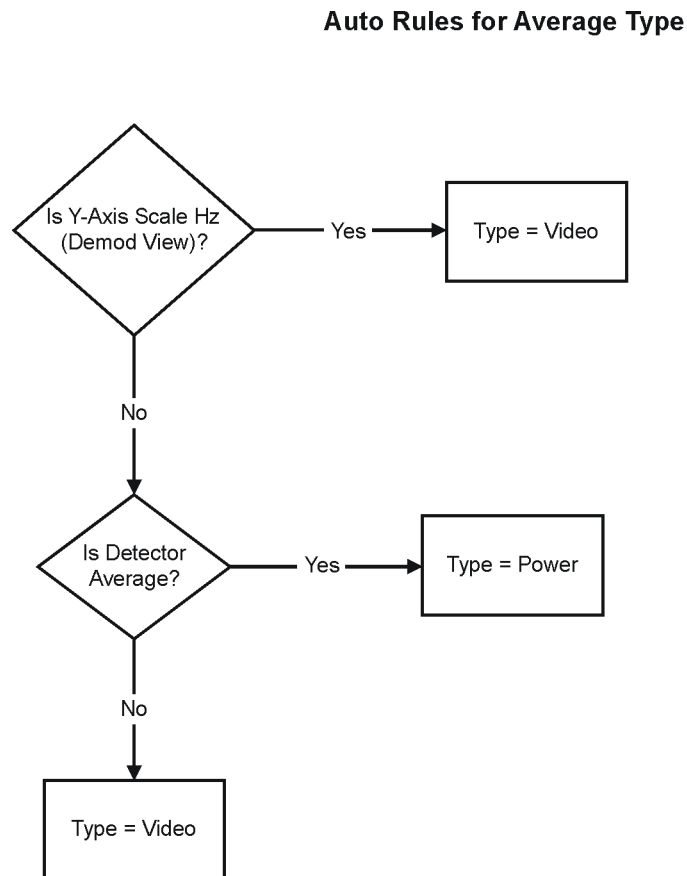 Auto Rules for Average Type
Is Y-Axis Scale Hz
(Demod View)?
Yes
Type = Video
No
Is Detector
Average?
Yes
Type = Power
No
Type = Video